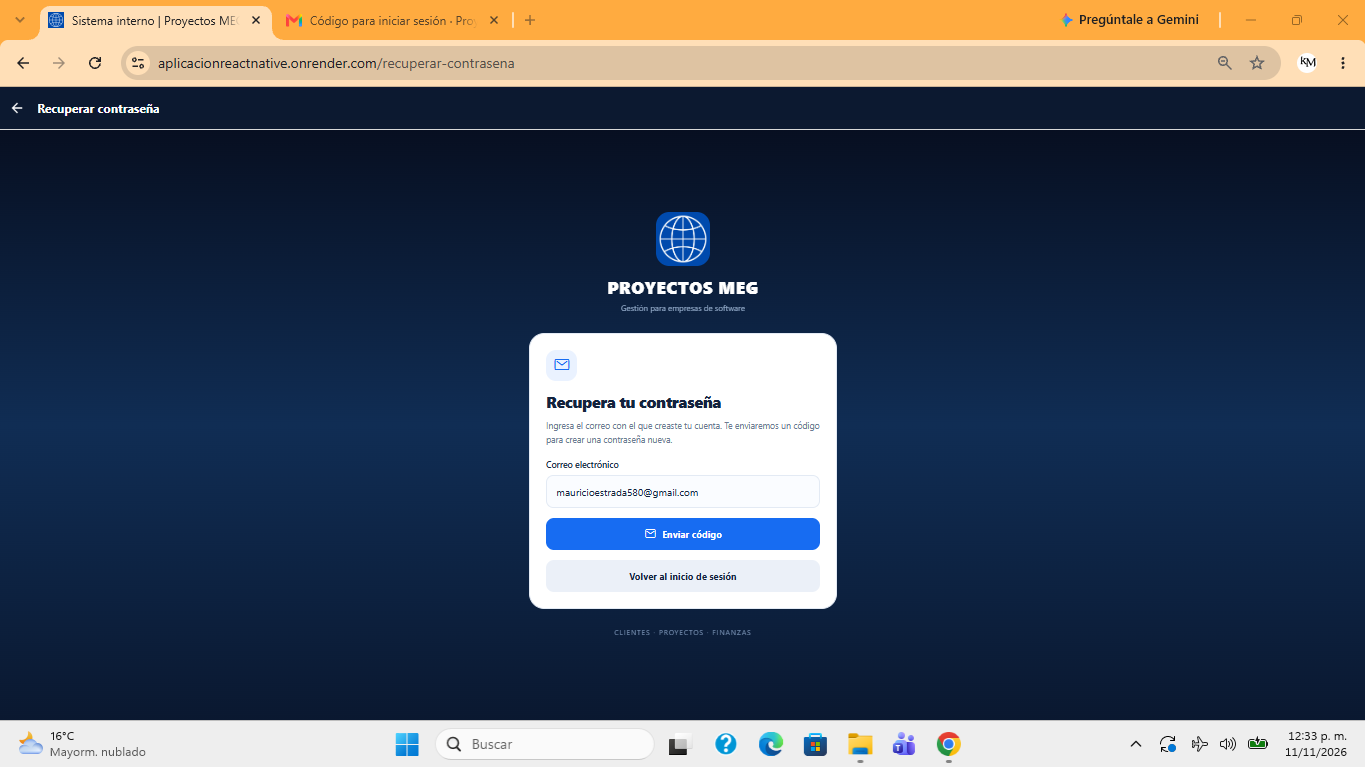 Sistema interno | Proyectos MEG
Código para iniciar sesión · Pro
Pregúntale a Gemini
aplicacionreactnative.onrender.com/recuperar-contrasena
KM
Recuperar contraseña
PROYECTOS MEG
Gestión para empresas de software
Recupera tu contraseña
Ingresa el correo con el que creaste tu cuenta. Te enviaremos un código
para crear una contraseña nueva.
Correo electrónico
mauricioestrada580@gmail.com
Enviar código
Volver al inicio de sesión
CLIENTES · PROYECTOS · FINANZAS
16°C
Mayorm. nublado
Buscar
12:33 p. m.
11/11/2026